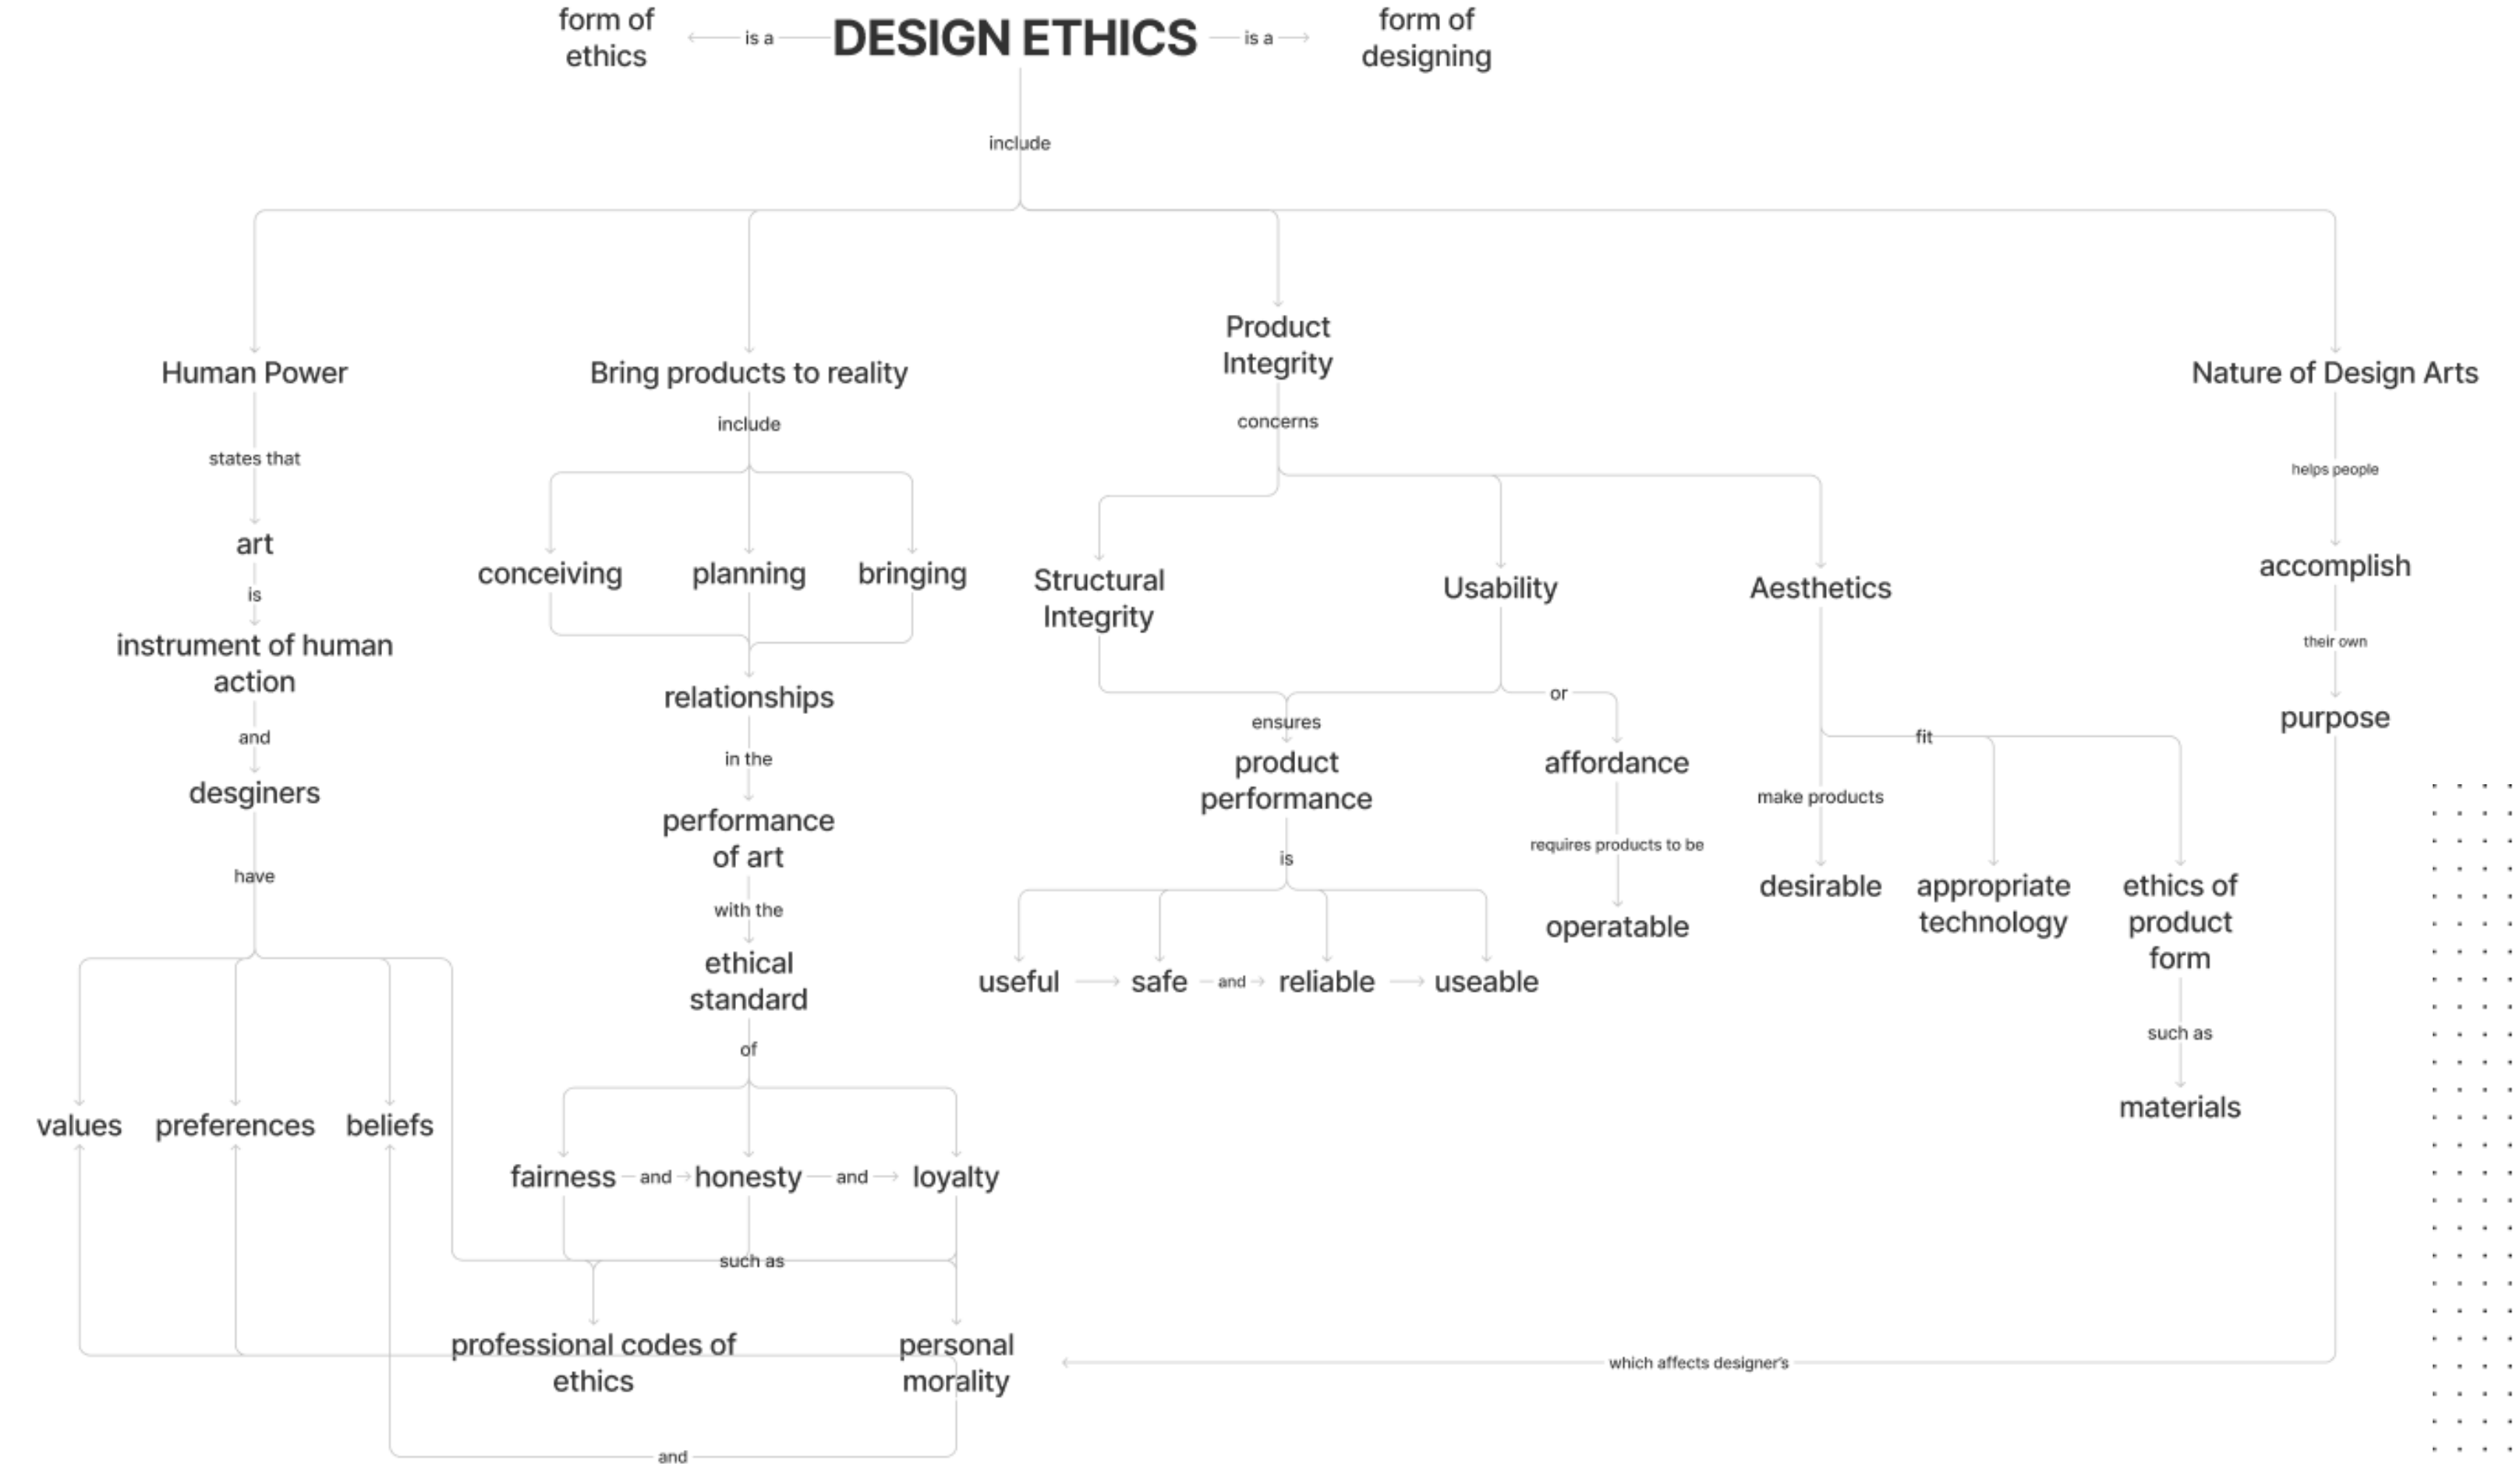 form of
ethics
is a
DESIGN ETHICS
is a
form of
designing
include
Human Power
Bring products to reality
Product
Integrity
Nature of Design Arts
states that
include
concerns
helps people
art
is
instrument of human
action
and
desginers
have
conceiving
planning
bringing
relationships
in the
performance
of art
with the
ethical
standard
of
Structural
Integrity
Usability
Aesthetics
accomplish
their own
purpose
ensures
or
product
performance
affordance
fit
make products
is
requires products to be
operatable
desirable
appropriate
technology
ethics of
product
form
useful
safe
and
reliable
useable
such as
materials
values
preferences
beliefs
fairness
and
honesty
and
loyalty
such as
professional codes of
ethics
personal
morality
which affects designer's
and